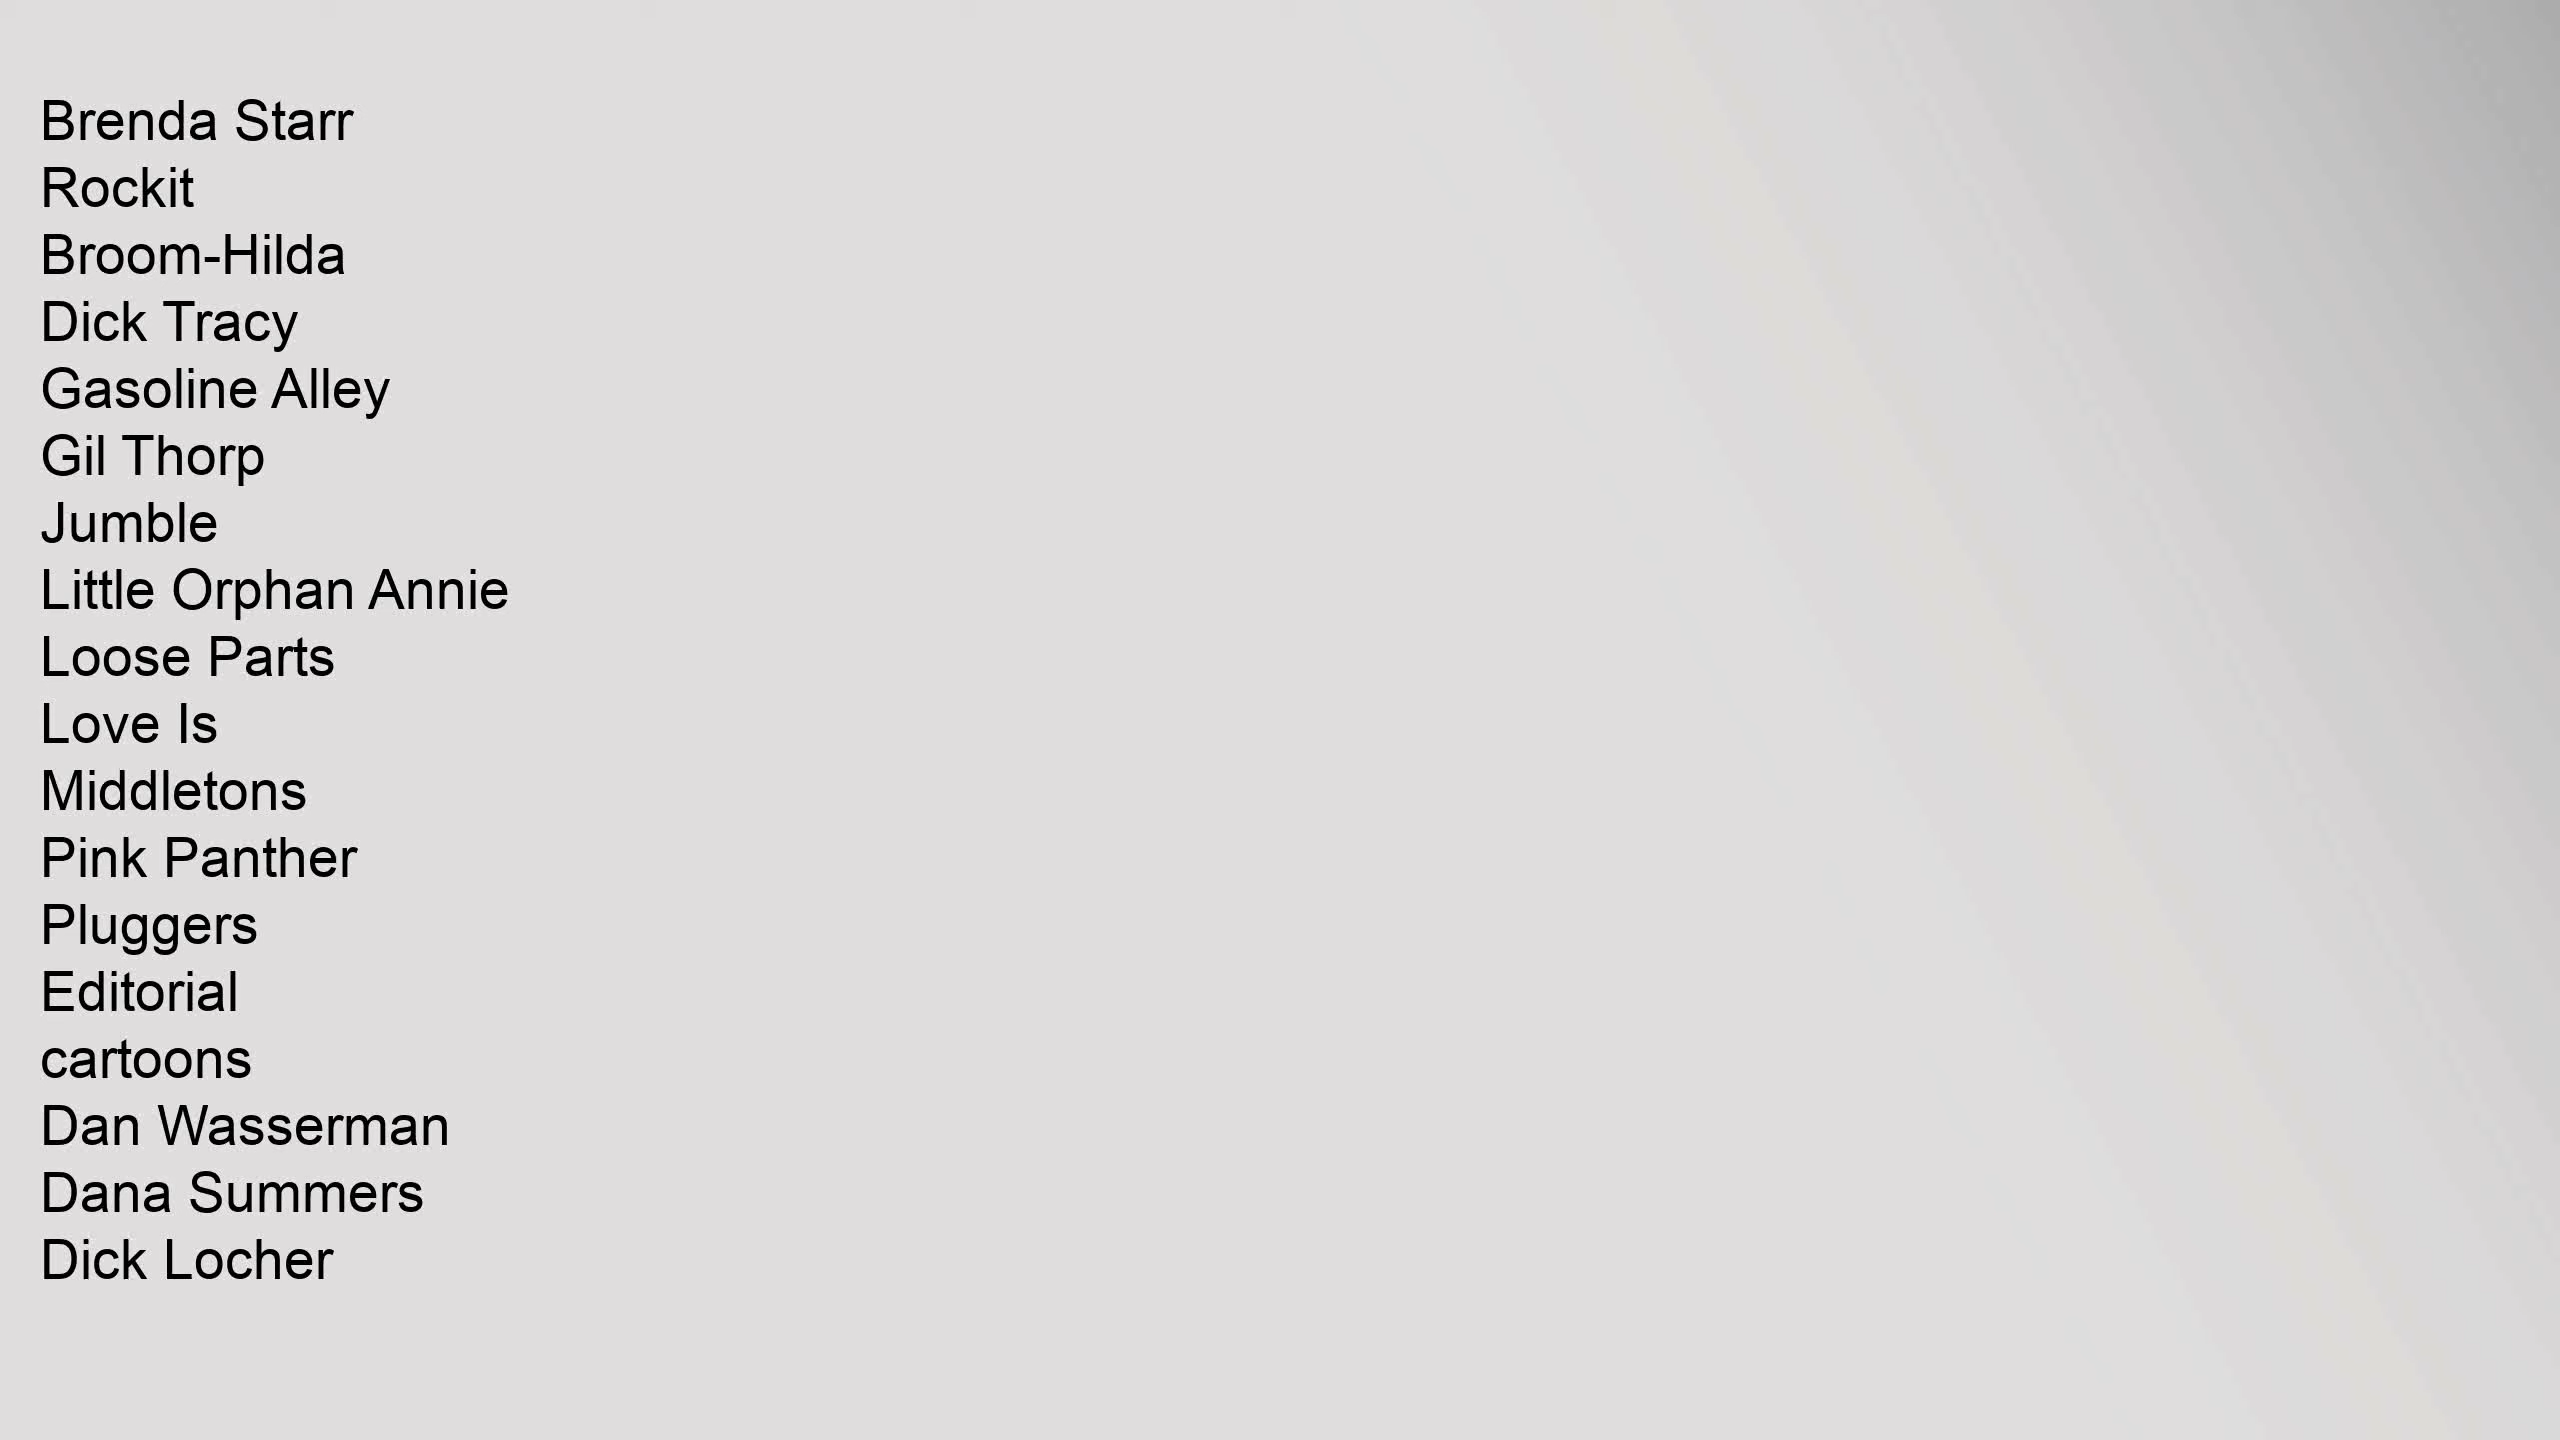 Brenda Starr
Rockit
Broom-Hilda
Dick Tracy
Gasoline Alley
Gil Thorp
Jumble
Little Orphan Annie
Loose Parts
Love Is
Middletons
Pink Panther
Pluggers
Editorial
cartoons
Dan Wasserman
Dana Summers
Dick Locher